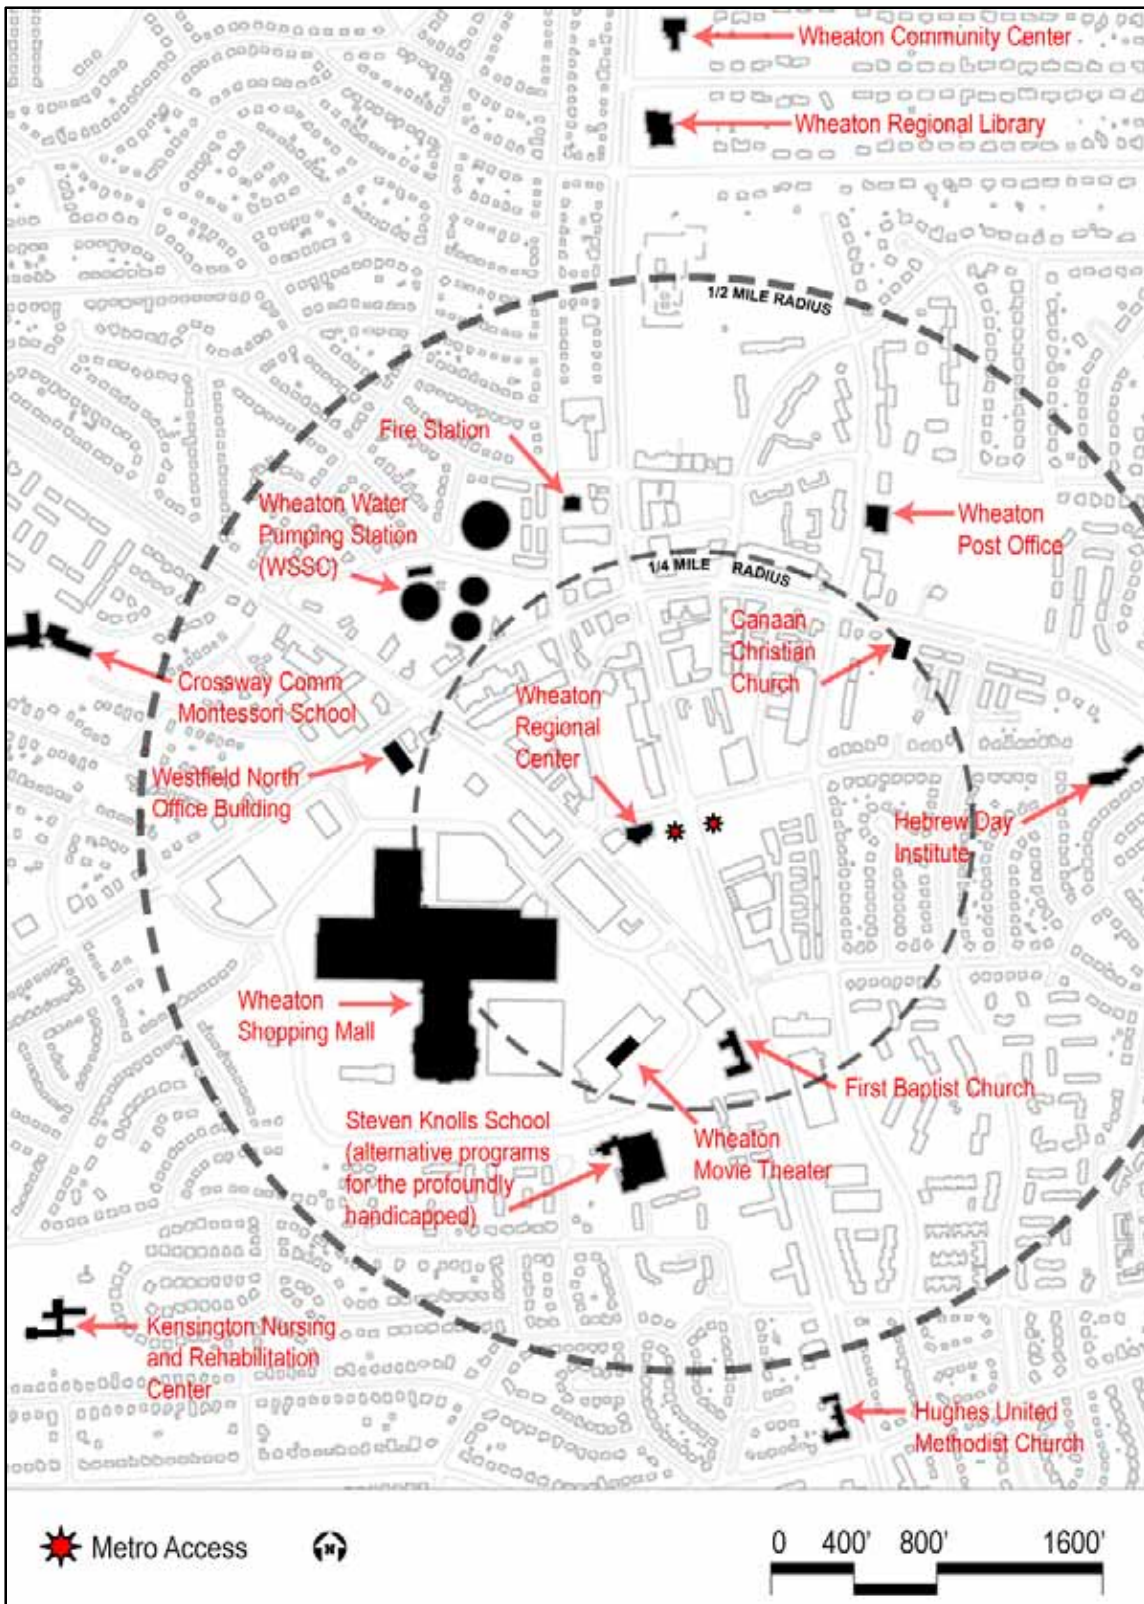 Wheaton Community Center
Wheaton Regional Library
1/2 MILE RADIUS
Fire Station
Wheaton Water
Pumping Station
(WSSC)
Wheaton
Post Office
1/4 MILE RADIUS
Canaan
Christian
Church
Crossway Comm
Montessori School
Wheaton
Regional
Center
Westfield North
Office Building
Hebrew Day
Institute
Wheaton
Shopping Mall
First Baptist Church
Steven Knolls School
(alternative programs
for the profoundly
handicapped)
Wheaton
Movie Theater
Kensington Nursing
and Rehabilitation
Center
Hughes United
Methodist Church
Metro Access
N
0 400' 800' 1600'